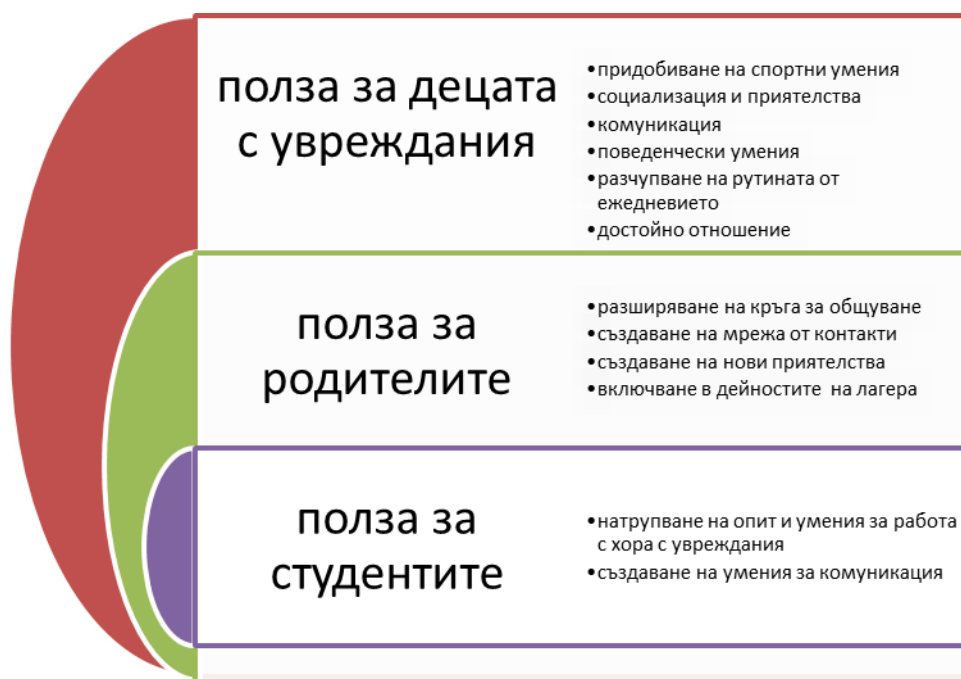 полза за децата
с увреждания
•придобиване на спортни умения
•социализация и приятелства
•комуникация
•поведенчески умения
•разчупване на рутината от
ежедневието
•достойно отношение
полза за
родителите
•разширяване на кръга за общуване
•създаване на мрежа от контакти
•създаване на нови приятелства
•включване в дейностите на лагера
полза за
студентите
•натрупване на опит и умения за работа
с хора с увреждания
•създаване на умения за комуникация